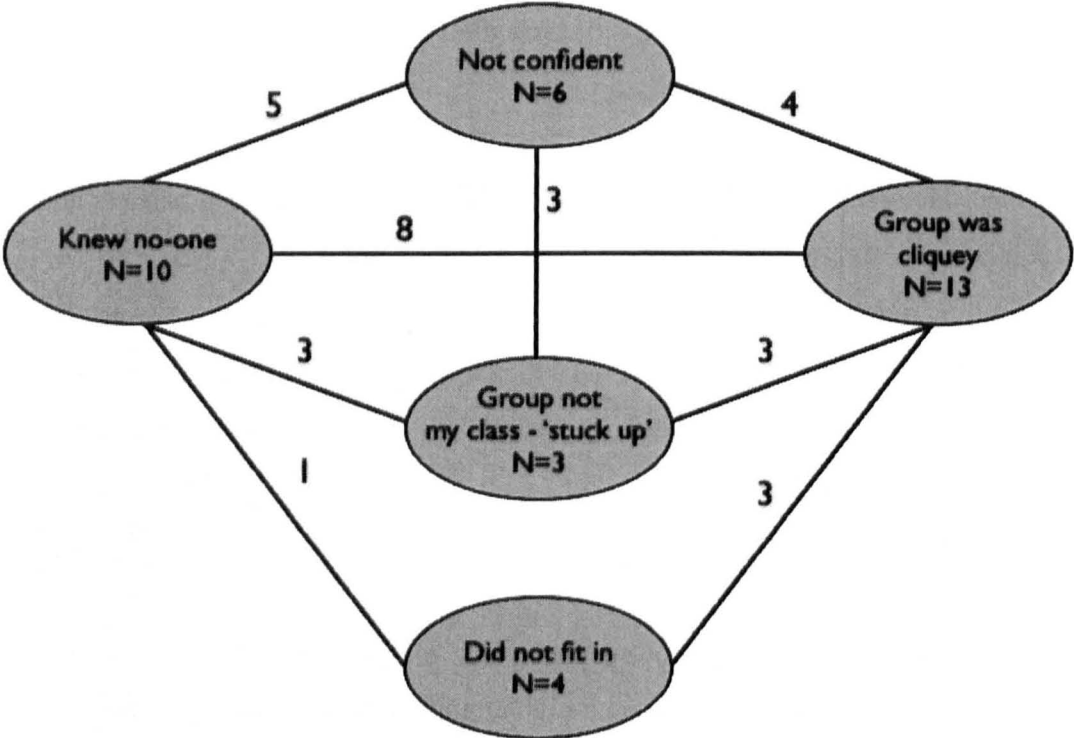 Not confident
N=6
5
4
3
Knew no-one
N=10
8
Group was
cliquey
N=13
3
3
Group not
my class - 'stuck up'
N=3
1
3
Did not fit in
N=4